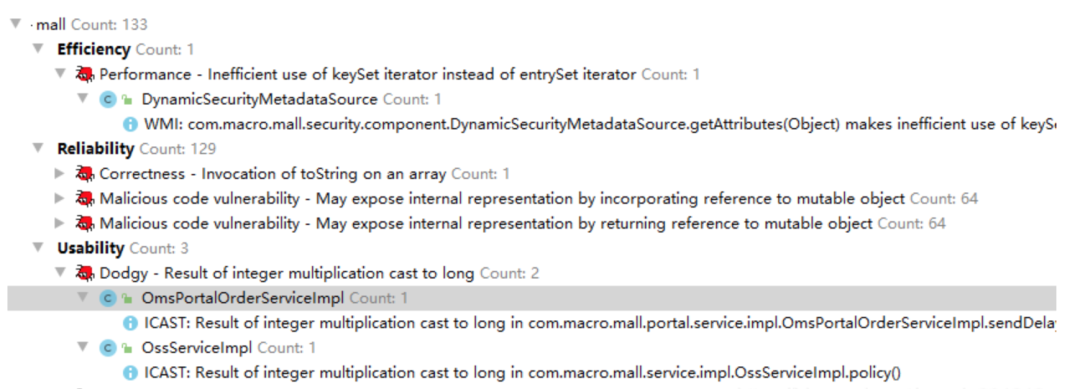 mall Count: 133
Efficiency Count: 1
Performance - Inefficient use of keySet iterator instead of entrySet iterator Count: 1
DynamicSecurityMetadataSource Count: 1
WMI: com.macro.mall.security.component.DynamicSecurityMetadataSource.getAttributes(Object) makes inefficient use of keyS
Reliability Count: 129
Correctness - Invocation of toString on an array Count: 1
Malicious code vulnerability - May expose internal representation by incorporating reference to mutable object Count: 64
Malicious code vulnerability - May expose internal representation by returning reference to mutable object Count: 64
Usability Count: 3
Dodgy - Result of integer multiplication cast to long Count: 2
OmsPortalOrderServiceImpl Count: 1
ICAST: Result of integer multiplication cast to long in com.macro.mall.portal.service.impl.OmsPortalOrderServiceImpl.sendDela
OssServiceImpl Count: 1
ICAST: Result of integer multiplication cast to long in com.macro.mall.service.impl.OssServiceImpl.policy()